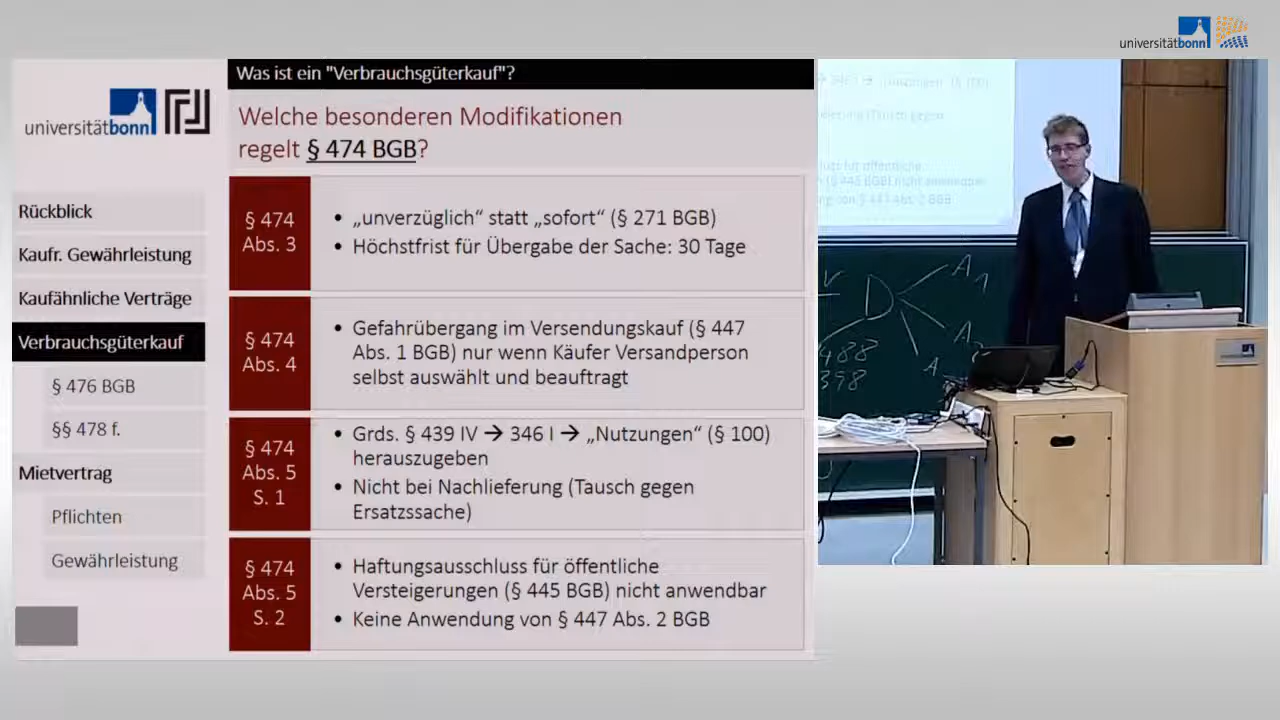 universitätbonn
Was ist ein "Verbrauchsgüterkauf"?
universitätbonn
Welche besonderen Modifikationen
regelt § 474 BGB?
Rückblick
Kaufr. Gewährleistung
Kaufähnliche Verträge
Verbrauchsgüterkauf
§ 476 BGB
§§ 478 f.
Mietvertrag
Pflichten
Gewährleistung
§ 474
Abs. 3
• „unverzüglich“ statt „sofort“ (§ 271 BGB)
• Höchstfrist für Übergabe der Sache: 30 Tage
§ 474
Abs. 4
• Gefahrübergang im Versendungskauf (§ 447
Abs. 1 BGB) nur wenn Käufer Versandperson
selbst auswählt und beauftragt
§ 474
Abs. 5
S. 1
• Grds. § 439 IV → 346 I → „Nutzungen“ (§ 100)
herauszugeben
• Nicht bei Nachlieferung (Tausch gegen
Ersatzssache)
§ 474
Abs. 5
S. 2
• Haftungsausschluss für öffentliche
Versteigerungen (§ 445 BGB) nicht anwendbar
• Keine Anwendung von § 447 Abs. 2 BGB
D
A
A
A
488
398